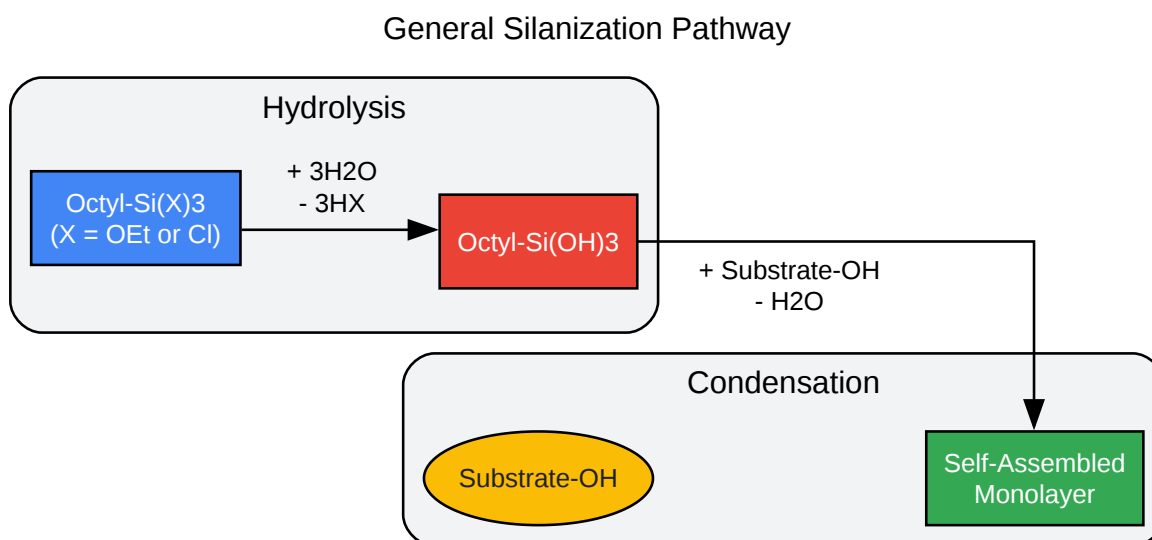 General Silanization Pathway
Hydrolysis
Octyl-Si(X)3
(X = OEt or Cl)
+ 3H2O
- 3HX
Octyl-Si(OH)3
+ Substrate-OH
- H2O
Condensation
Substrate-OH
Self-Assembled
Monolayer